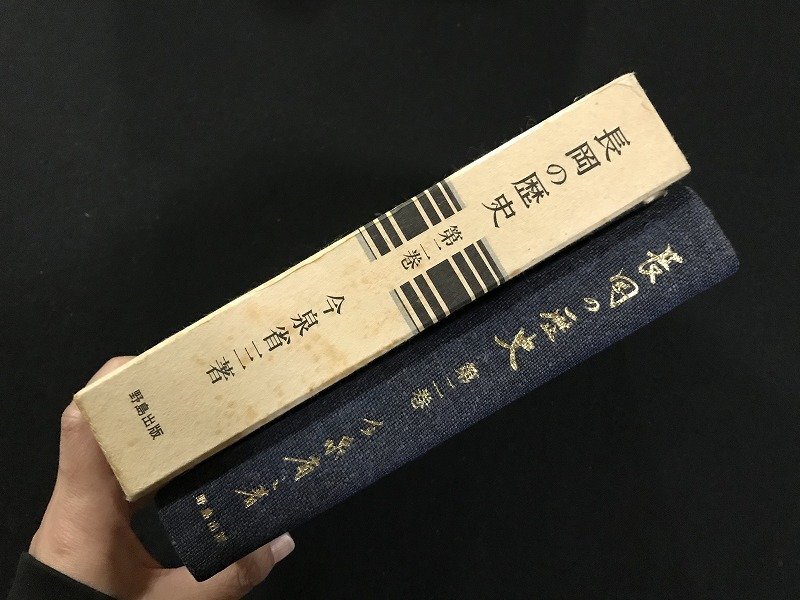 長岡の歴史
第二巻
今泉省三著
野島出版
長岡の歴史
第二巻
今泉省三著
野島出版